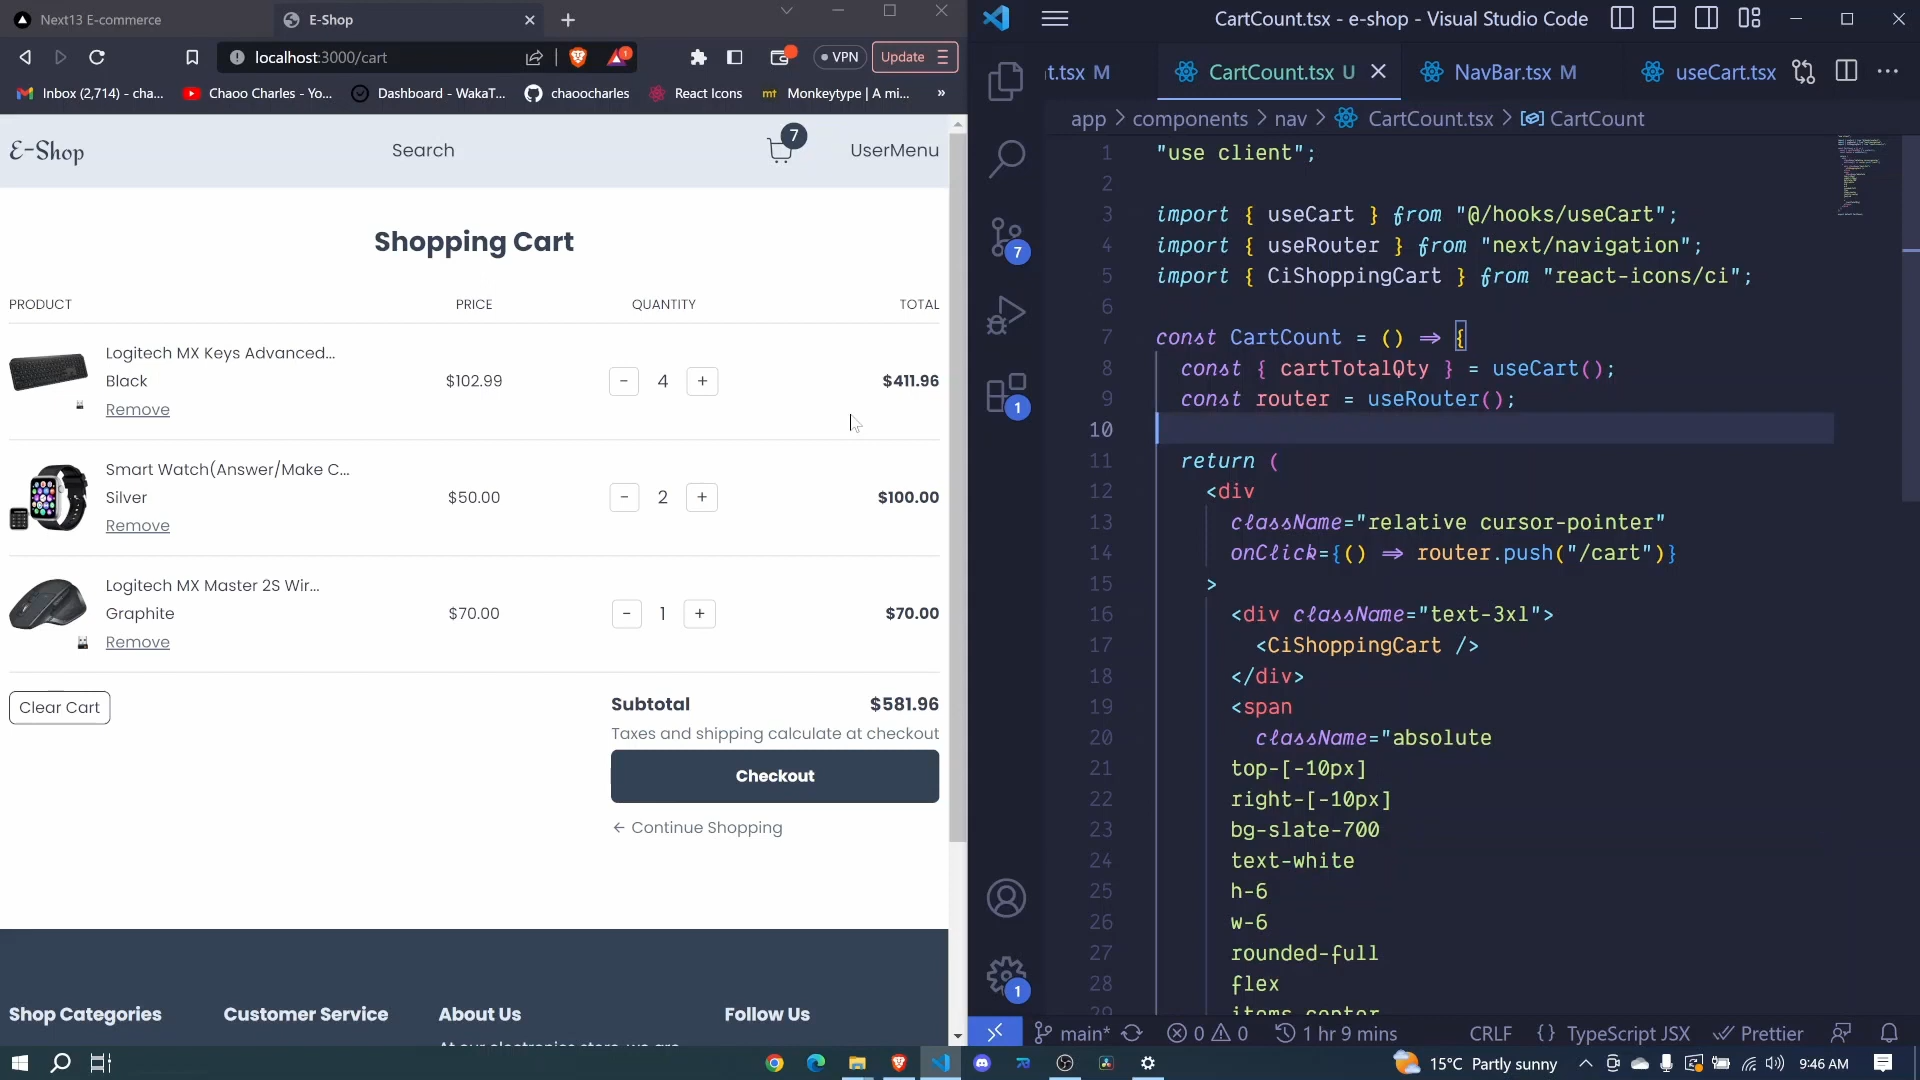 Next13 E-commerce
E-Shop
localhost:3000/cart
1
VPN
Update
Inbox (2,714) - cha...
Chaoo Charles - Yo...
Dashboard - WakaT...
chaoocharles
React Icons
mt
Monkeytype | A mi...
»
E-Shop
Search
7
UserMenu
Shopping Cart
PRODUCT
PRICE
QUANTITY
TOTAL
Logitech MX Keys Advanced...
Black
Remove
$102.99
- 4 +
$411.96
Smart Watch(Answer/Make C...
Silver
Remove
$50.00
- 2 +
$100.00
Logitech MX Master 2S Wir...
Graphite
Remove
$70.00
- 1 +
$70.00
Clear Cart
Subtotal
$581.96
Taxes and shipping calculate at checkout
Checkout
← Continue Shopping
Shop Categories
Customer Service
About Us
Follow Us
CartCount.tsx - e-shop - Visual Studio Code
t.tsx M
CartCount.tsx U
NavBar.tsx M
useCart.tsx
app > components > nav > CartCount.tsx > CartCount
7
1
1
1 "use client";
2
3 import { useCart } from "@/hooks/useCart";
4 import { useRouter } from "next/navigation";
5 import { CiShoppingCart } from "react-icons/ci";
6
7 const CartCount = () => {
8 const { cartTotalQty } = useCart();
9 const router = useRouter();
10
11 return (
12 <div
13 className="relative cursor-pointer"
14 onClick={() => router.push("/cart")}
15 >
16 <div className="text-3xl">
17 <CiShoppingCart />
18 </div>
19 <span
20 className="absolute
21 top-[-10px]
22 right-[-10px]
23 bg-slate-700
24 text-white
25 h-6
26 w-6
27 rounded-full
28 flex
29 items-center
main*
0
0
1 hr 9 mins
CRLF
{ } TypeScript JSX
Prettier
15°C Partly sunny
9:46 AM